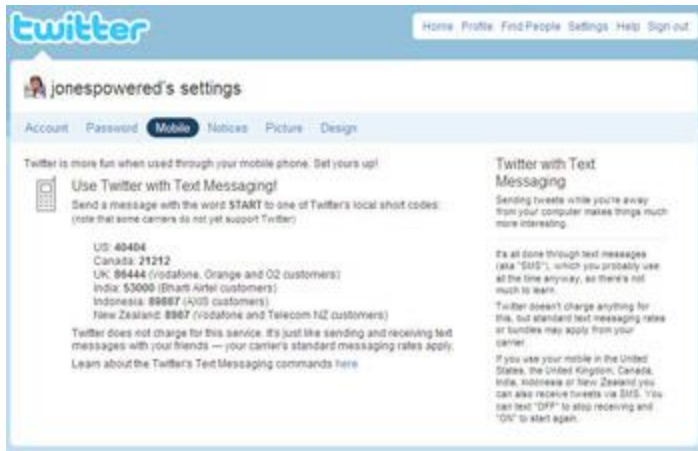 twitter
Home Profile Find People Settings Help Sign out
jonespowered's settings
Account Password Mobile Notices Picture Design
Twitter is more fun when used through your mobile phone. Set yours up!
Use Twitter with Text Messaging!
Send a message with the word START to one of Twitter's local short codes:
(note that some carriers do not yet support Twitter)
US: 40404
Canada: 21212
UK: 86444 (Vodafone, Orange and O2 customers)
India: 53000 (Bharti Airtel customers)
Indonesia: 89887 (AXIS customers)
New Zealand: 8987 (Vodafone and Telecom NZ customers)
Twitter does not charge for this service. It's just like sending and receiving text
messages with your friends — your carrier's standard messaging rates apply.
Learn about the Twitter's Text Messaging commands here
Twitter with Text
Messaging
Sending tweets while you're away
from your computer makes things much
more interesting.
It's all done through text messages
(aka "SMS"), which you probably use
all the time anyway, so there's not
much to learn.
Twitter doesn't charge anything for
this, but standard text messaging rates
or bundles may apply from your
carrier.
If you use your mobile in the United
States, the United Kingdom, Canada,
India, Indonesia or New Zealand you
can also receive tweets via SMS. You
can text "OFF" to stop receiving and
"ON" to start again.